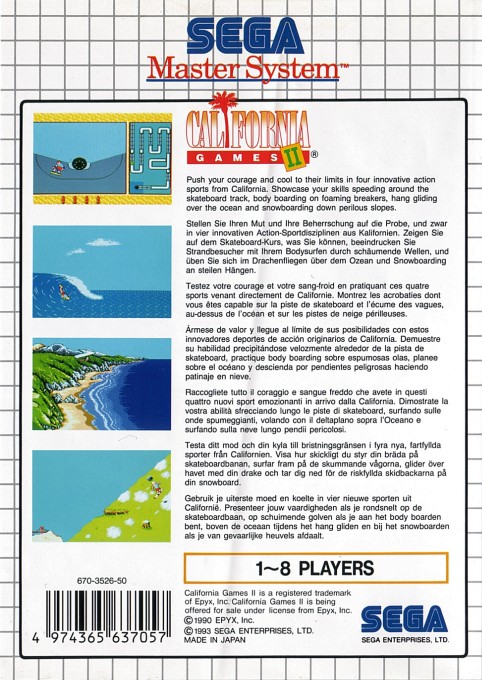 SEGA
Master System™
CALIFORNIA
GAMES II ®
Push your courage and cool to their limits in four innovative action
sports from California. Showcase your skills speeding around the
skateboard track, body boarding on foaming breakers, hang gliding
over the ocean and snowboarding down perilous slopes.
Stellen Sie Ihren Mut und Ihre Beherrschung auf die Probe, und zwar
in vier innovativen Action-Sportdisziplinen aus Kalifornien. Zeigen Sie
auf dem Skateboard-Kurs, was Sie können, beeindrucken Sie
Strandbesucher mit Ihrem Bodysurfen durch schäumende Wellen, und
üben Sie sich im Drachenfliegen über dem Ozean und Snowboarding
an steilen Hängen.
Testez votre courage et votre sang-froid en pratiquant ces quatre
sports venant directement de Californie. Montrez les acrobaties dont
vous êtes capable sur la piste de skateboard et l'écume des vagues,
au-dessus de l'océan et sur les pistes de neige périlleuses.
Ármese de valor y llegue al límite de sus posibilidades con estos
innovadores deportes de acción originarios de California. Demuestre
su habilidad precipitándose velozmente alrededor de la pista de
skateboard, practique body boarding sobre espumosas olas, planee
sobre el océano y descienda por pendientes peligrosas haciendo
patinaje en nieve.
Raccogliete tutto il coraggio e sangue freddo che avete in questi
quattro nuovi sport emozionanti in arrivo dalla California. Dimostrate la
vostra abilità sfrecciando lungo le piste di skateboard, surfando sulle
onde spumeggianti, volando con il deltaplano sopra l'Oceano e
surfando sulla neve lungo pendii pericolosi.
Testa ditt mod och din kyla till bristningsgränsen i fyra nya, fartfyllda
sporter från Californien. Visa hur skickligt du styr din bräda på
skateboardbanan, surfar fram på de skummande vågorna, glider över
havet med din drake och tar dig ned för de riskfyllda skidbackarna på
din snowboard.
Gebruik je uiterste moed en koelte in vier nieuwe sporten uit
Californië. Presenteer jouw vaardigheden als je rondsnelt op de
skateboardbaan, op schuimende golven als je aan het body boarden
bent, boven de oceaan tijdens het hang gliden en bij het snowboarden
als je van gevaarlijke heuvels afdaalt.
1~8 PLAYERS
670-3526-50
4 974365 637057
California Games II is a registered trademark
of Epyx, Inc. California Games II is being
offered for sale under license from Epyx, Inc.
©1990 EPYX, Inc.
©1993 SEGA ENTERPRISES, LTD.
MADE IN JAPAN
SEGA
SEGA ENTERPRISES, LTD.